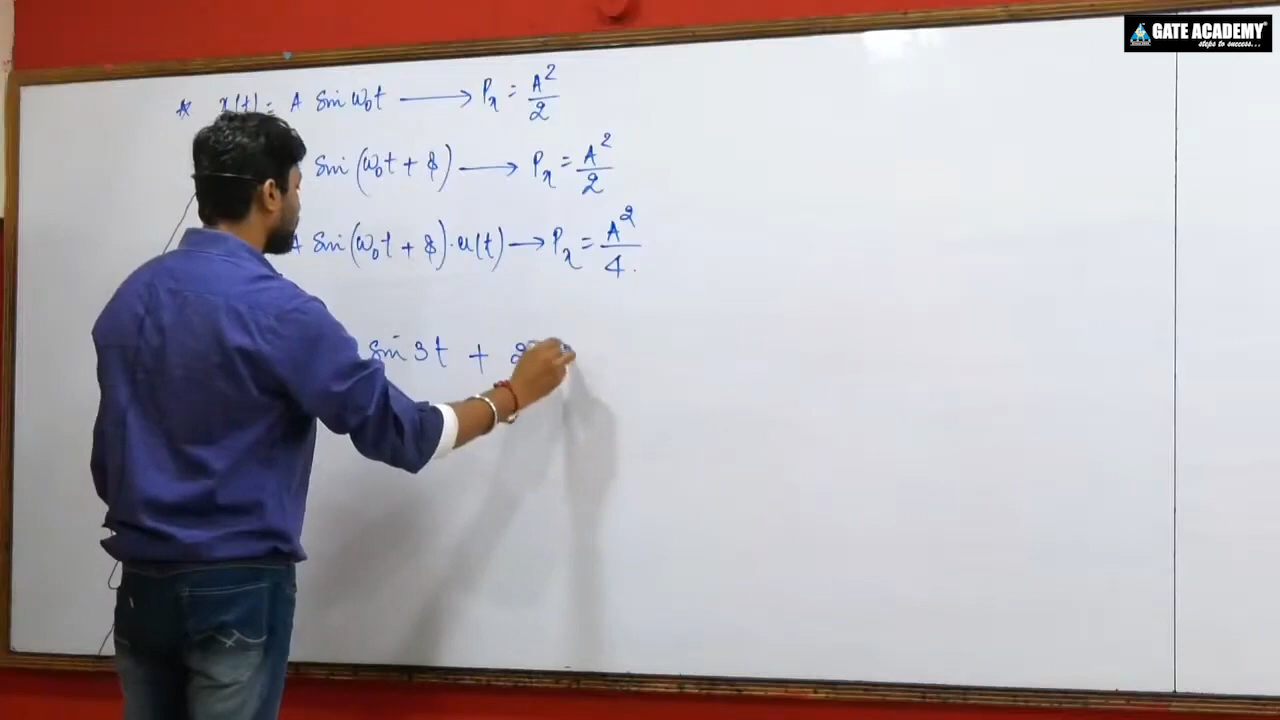 GATE ACADEMY
steps to success...
* x(t) = A Sin ω₀t ⟶ Pₓ = A²/2
Sin (ω₀t + ϕ) ⟶ Pₓ = A²/2
A Sin (ω₀t + ϕ)·u(t) ⟶ Pₓ = A²/4.
Sin 3t + 2